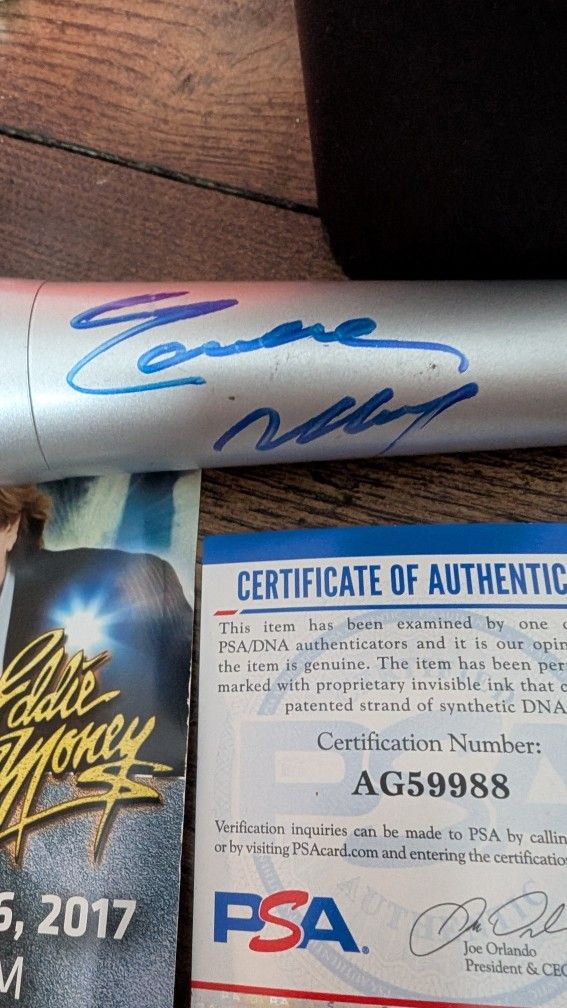 Eddie
Money
6, 2017
M
CERTIFICATE OF AUTHENTIC
This item has been examined by one
PSA/DNA authenticators and it is our opin
the item is genuine. The item has been per
marked with proprietary invisible ink that c
patented strand of synthetic DNA
Certification Number:
AG59988
Verification inquiries can be made to PSA by callin
or by visiting PSAcard.com and entering the certificatio
PSA
Joe Orlando
President & CEO